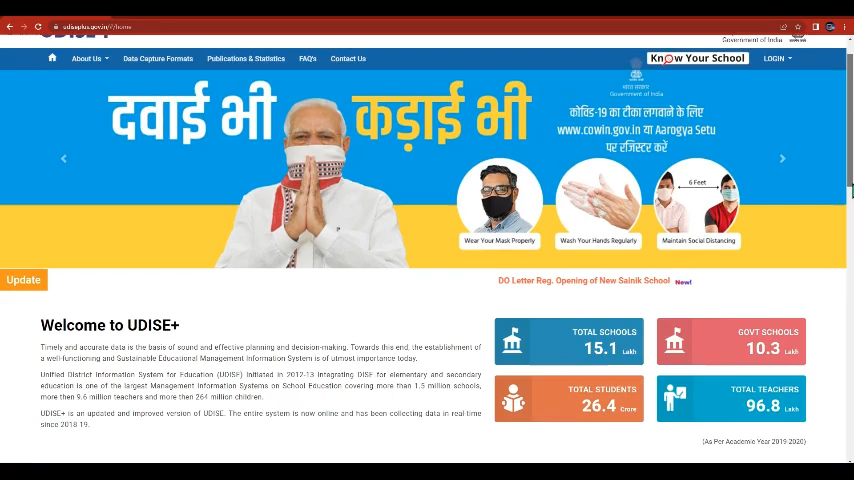 udiseplus.gov.in/#/home
UDISE+
Government of India
About Us
Data Capture Formats
Publications & Statistics
FAQ's
Contact Us
Know Your School
LOGIN
भारत सरकार
Government of India
दवाई भी कड़ाई भी
कोविड-19 का टीका लगवाने के लिए
www.cowin.gov.in या Aarogya Setu
पर रजिस्टर करें
6 Feet
Wear Your Mask Properly
Wash Your Hands Regularly
Maintain Social Distancing
Update
DO Letter Reg. Opening of New Sainik School New!
Welcome to UDISE+
Timely and accurate data is the basis of sound and effective planning and decision-making. Towards this end, the establishment of
a well-functioning and Sustainable Educational Management Information System is of utmost importance today.
Unified District Information System for Education (UDISE) initiated in 2012-13 integrating DISE for elementary and secondary
education is one of the largest Management Information Systems on School Education covering more than 1.5 million schools,
more then 9.6 million teachers and more then 264 million children.
UDISE+ is an updated and improved version of UDISE. The entire system is now online and has been collecting data in real-time
since 2018-19.
TOTAL SCHOOLS
15.1 Lakh
GOVT SCHOOLS
10.3 Lakh
TOTAL STUDENTS
26.4 Crore
TOTAL TEACHERS
96.8 Lakh
(As Per Academic Year 2019-2020)